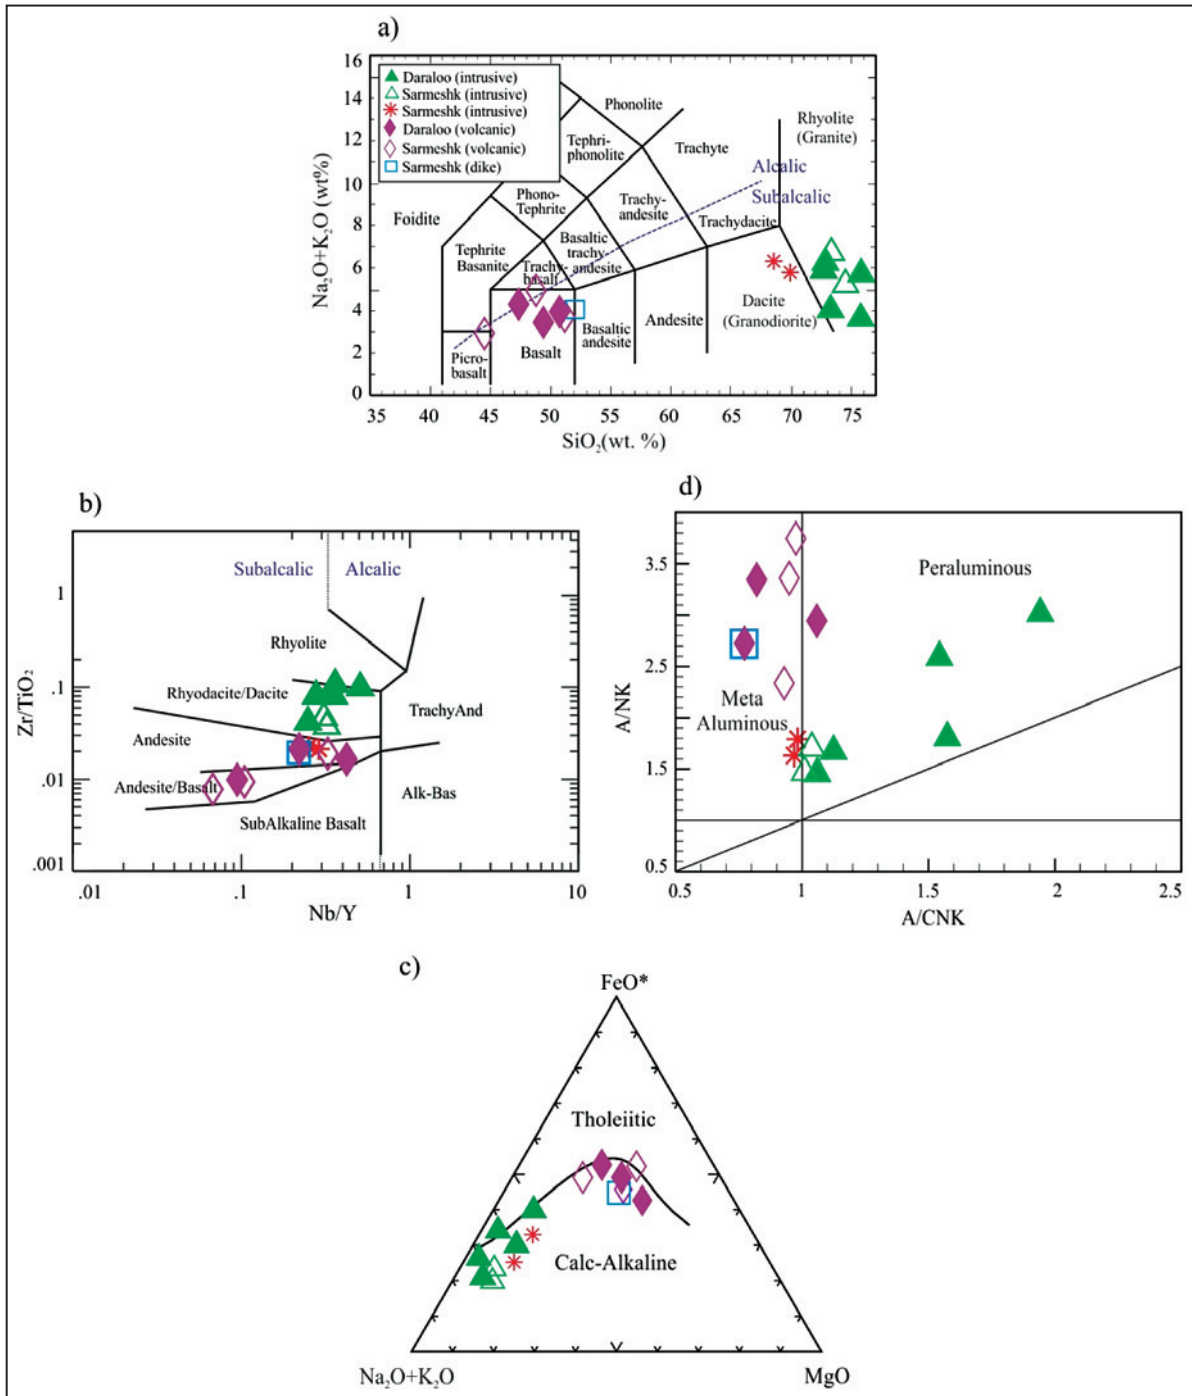 a)
16
14
12
10
8
6
4
2
0
Na₂O+K₂O (wt%)
Daraloo (intrusive)
Sarmeshk (intrusive)
Sarmeshk (intrusive)
Daraloo (volcanic)
Sarmeshk (volcanic)
Sarmeshk (dike)
Phonolite
Tephri-
phonolite
Trachyte
Rhyolite
(Granite)
Alcalic
Subalcalic
Foidite
Phono-
Tephrite
Trachy-
andesite
Trachydacite
Tephrite
Basanite
Basaltic
trachy
andesite
Trachy-
basalt
Dacite
(Granodiorite)
Andesite
Basaltic
andesite
Basalt
Picro-
basalt
35 40 45 50 55 60 65 70 75
SiO₂(wt. %)
b)
Zr/TiO₂
1
.1
.01
.001
Subalcalic Alcalic
Rhyolite
Rhyodacite/Dacite
TrachyAnd
Andesite
Andesite/Basalt
Alk-Bas
SubAlkaline Basalt
.01 .1 1 10
Nb/Y
d)
A/NK
3.5
2.5
1.5
0.5
Peraluminous
Meta
Aluminous
0.5 1 1.5 2 2.5
A/CNK
c)
FeO*
Tholeiitic
Calc-Alkaline
Na₂O+K₂O
MgO